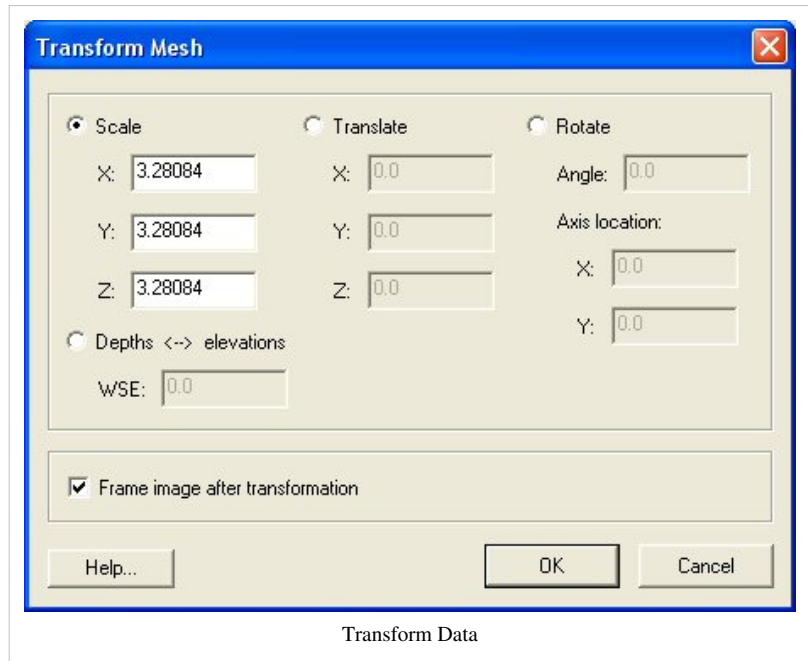 Transform Mesh
Scale
X: 3.28084
Y: 3.28084
Z: 3.28084
Depths <--> elevations
WSE: 0.0
Translate
X: 0.0
Y: 0.0
Z: 0.0
Rotate
Angle: 0.0
Axis location:
X: 0.0
Y: 0.0
Frame image after transformation
Help...
OK
Cancel
Transform Data